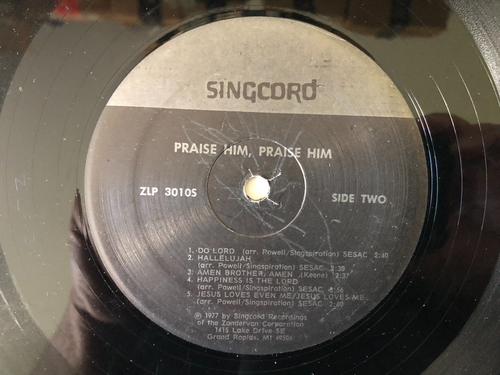 SINGCORD
PRAISE HIM, PRAISE HIM
ZLP 3010S
SIDE TWO
1. DO LORD (arr. Powell/Singspiration) SESAC 2:40
2. HALLELUJAH
(arr. Powell/Singspiration) SESAC 2:30
3. AMEN BROTHER, AMEN (Keene) 2:37
4. HAPPINESS IS THE LORD
(arr. Powell/Singspiration) SESAC 2:56
5. JESUS LOVES EVEN ME/JESUS LOVES ME
(arr. Powell/Singspiration) SESAC 2:40
℗ 1977 by Singcord Recordings
of the Zondervan Corporation
1415 Lake Drive SE
Grand Rapids, MI 49506